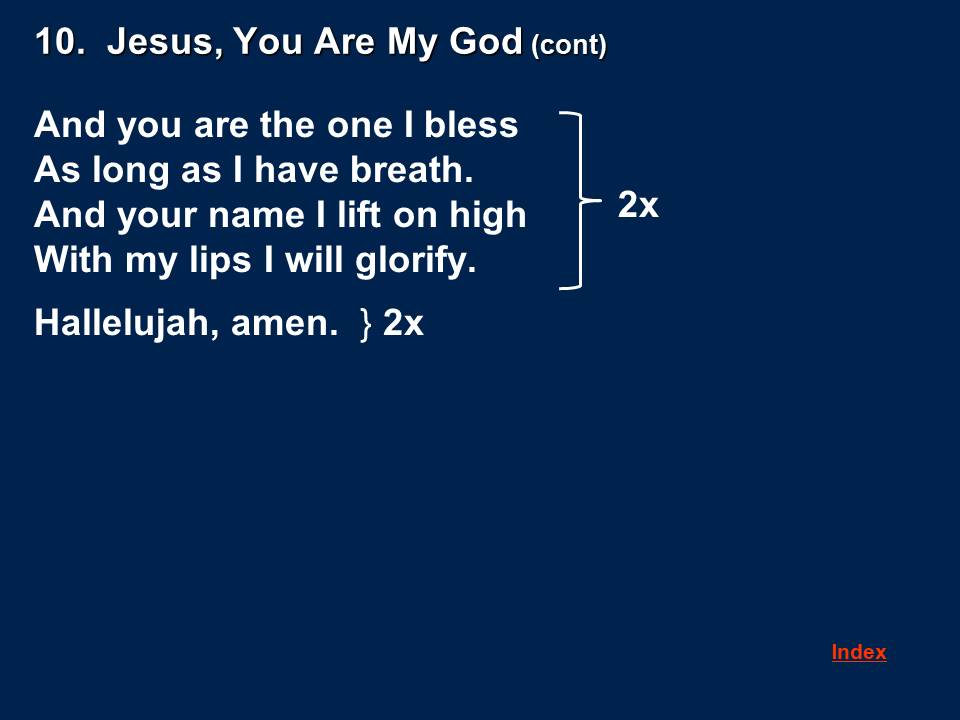 10. Jesus, You Are My God (cont)
And you are the one I bless
As long as I have breath.
And your name I lift on high
With my lips I will glorify.
2x
Hallelujah, amen. } 2x
Index